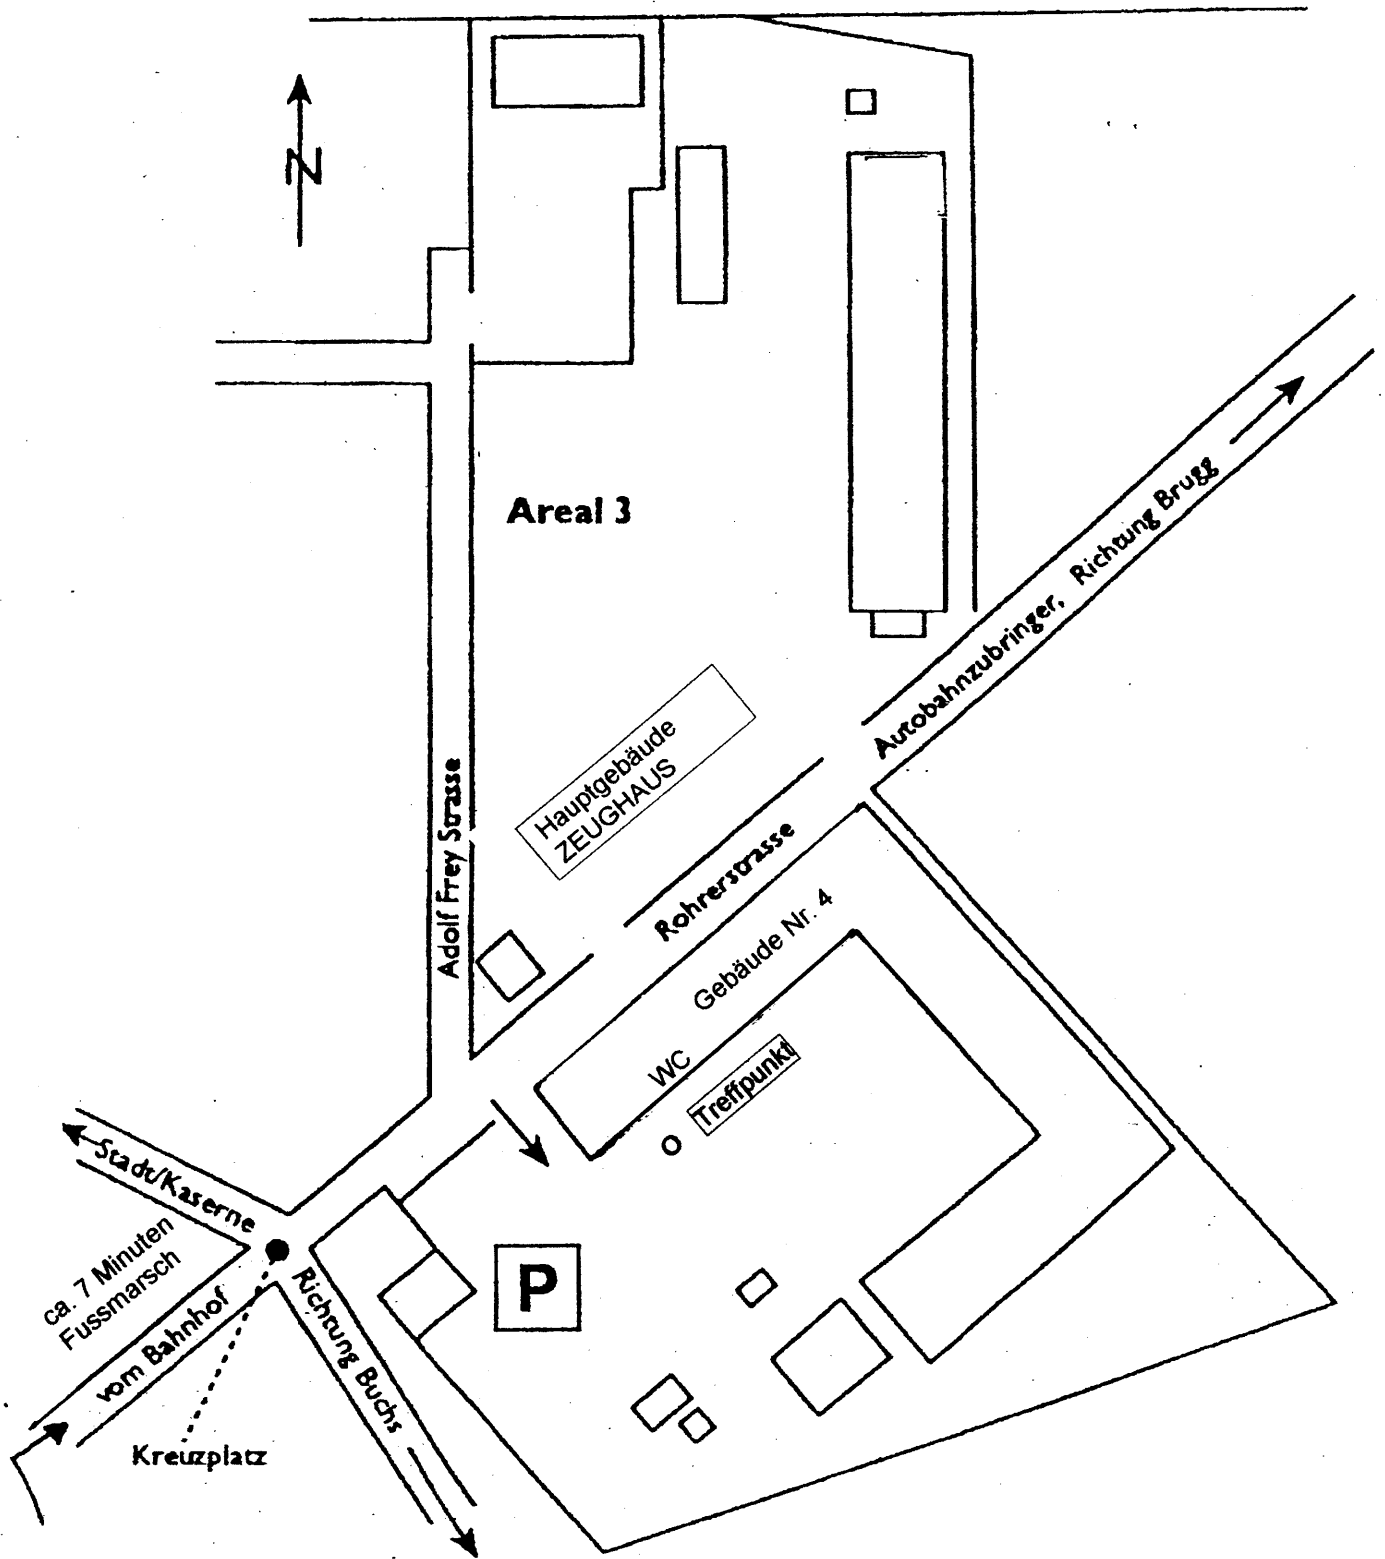 N
Areal 3
Autobahnzubringer, Richtung Brugg
Hauptgebäude
ZEUGHAUS
Adolf Frey Strasse
Rohrerstrasse
Gebäude Nr. 4
WC
Treffpunkt
Stadt/Kaserne
ca. 7 Minuten
Fussmarsch
vom Bahnhof
Richtung Buchs
P
Kreuzplatz